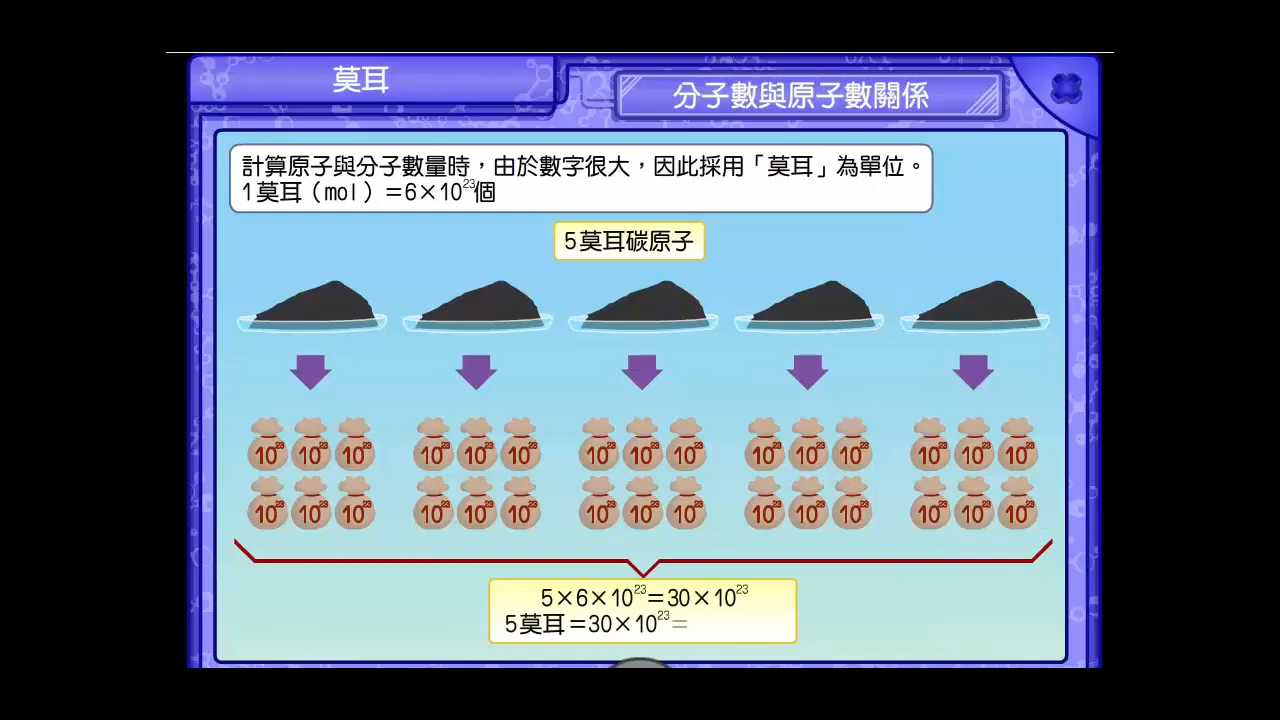 莫耳
分子數與原子數關係
計算原子與分子數量時，由於數字很大，因此採用「莫耳」為單位。
1莫耳（mol）＝6×10²³個
5莫耳碳原子
10²³ 10²³ 10²³ 10²³ 10²³ 10²³ 10²³ 10²³ 10²³ 10²³ 10²³ 10²³ 10²³ 10²³ 10²³
10²³ 10²³ 10²³ 10²³ 10²³ 10²³ 10²³ 10²³ 10²³ 10²³ 10²³ 10²³ 10²³ 10²³ 10²³
5×6×10²³＝30×10²³
5莫耳＝30×10²³＝